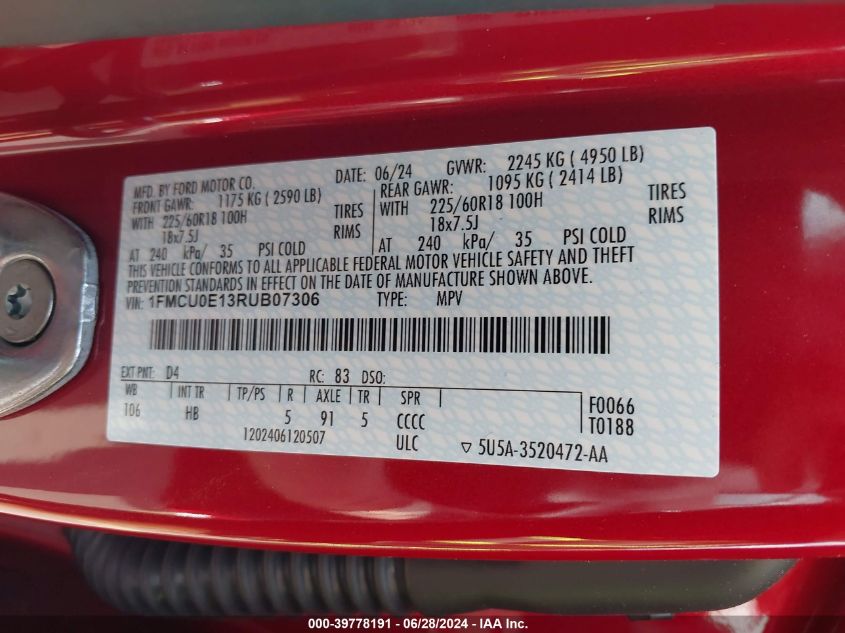 MFD. BY FORD MOTOR CO.
DATE: 06/24 GVWR: 2245 KG ( 4950 LB)
FRONT GAWR: 1175 KG ( 2590 LB)
REAR GAWR: 1095 KG ( 2414 LB)
WITH 225/60R18 100H TIRES
WITH 225/60R18 100H TIRES
18x7.5J RIMS
18x7.5J RIMS
AT 240 kPa/ 35 PSI COLD
AT 240 kPa/ 35 PSI COLD
THIS VEHICLE CONFORMS TO ALL APPLICABLE FEDERAL MOTOR VEHICLE SAFETY AND THEFT
PREVENTION STANDARDS IN EFFECT ON THE DATE OF MANUFACTURE SHOWN ABOVE.
VIN: 1FMCU0E13RUB07306 TYPE: MPV
EXT PNT: D4 RC: 83 DSO:
WB INT TR TP/PS R AXLE TR SPR
106 HB 5 91 5 CCCC F0066
ULC T0188
1202406120507 ▽ 5U5A-3520472-AA
000-39778191 - 06/28/2024 - IAAI Inc.